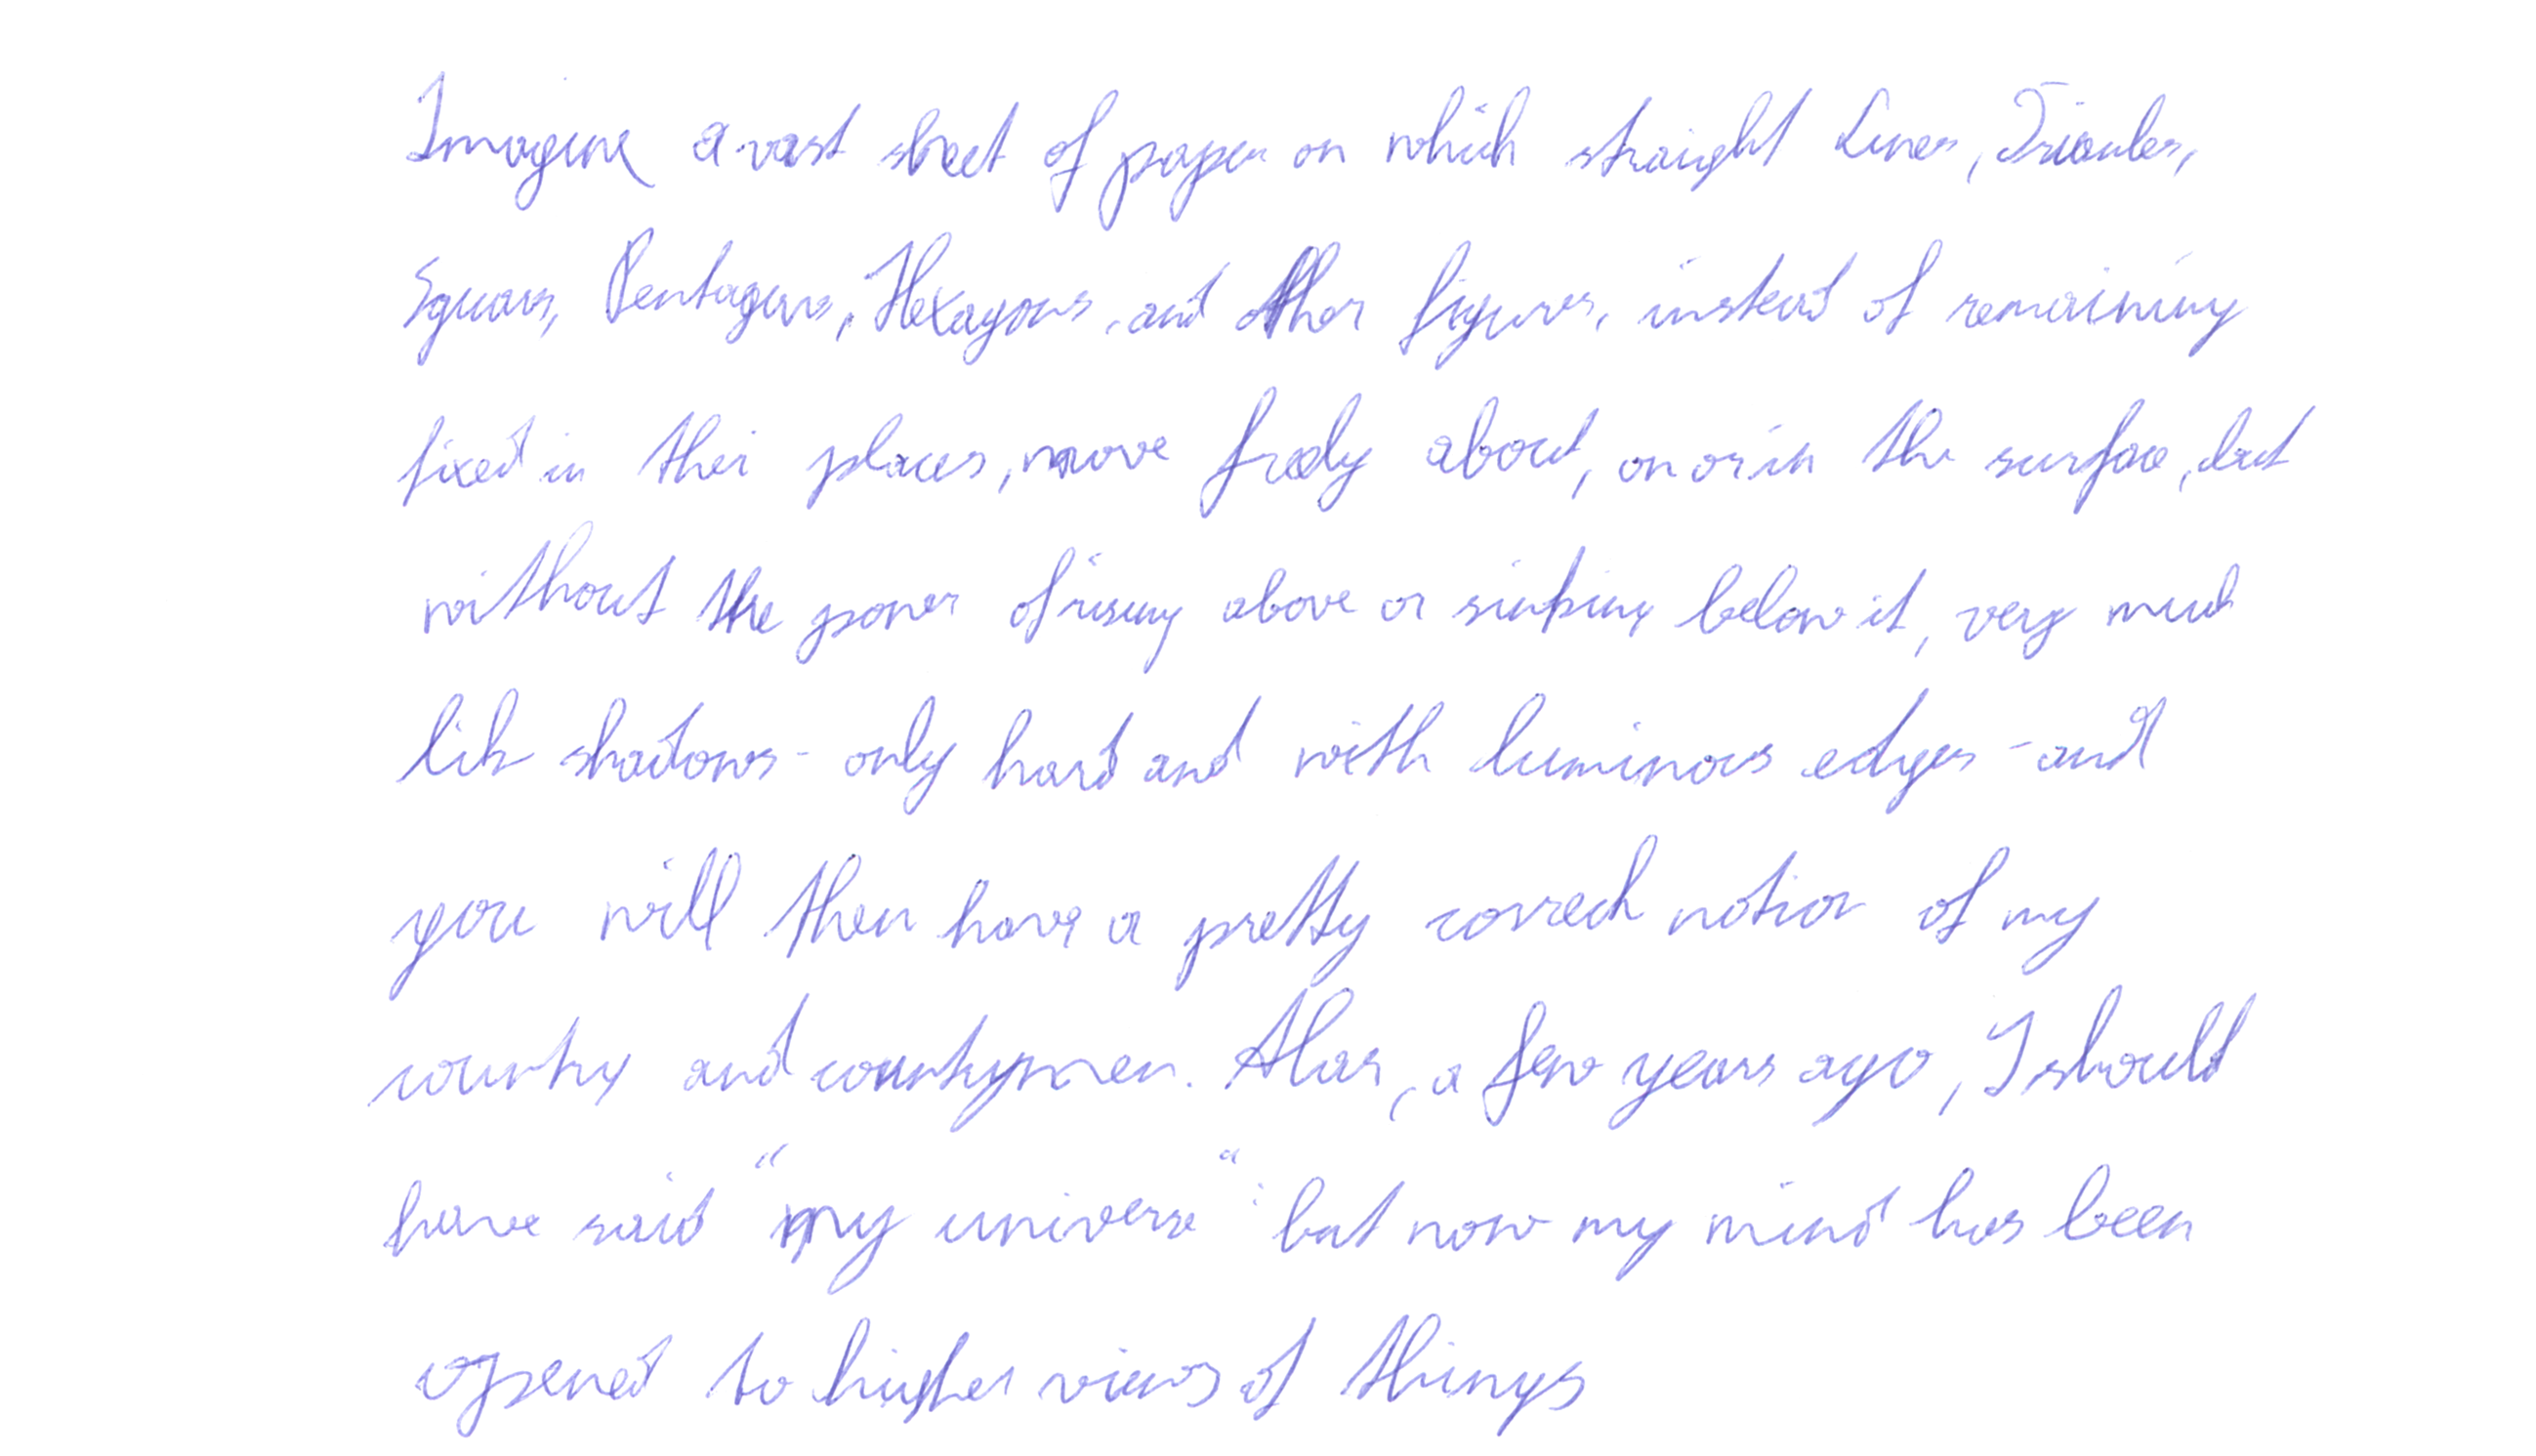 Imagine a vast sheet of paper on which straight Lines, Triangles,
Squares, Pentagons, Hexagons, and other figures, instead of remaining
fixed in their places, move freely about, on or in the surface, but
without the power of rising above or sinking below it, very much
like shadows - only hard and with luminous edges - and
you will then have a pretty correct notion of my
country and countrymen. Alas, a few years ago, I should
have said "my universe": but now my mind has been
opened to higher views of things